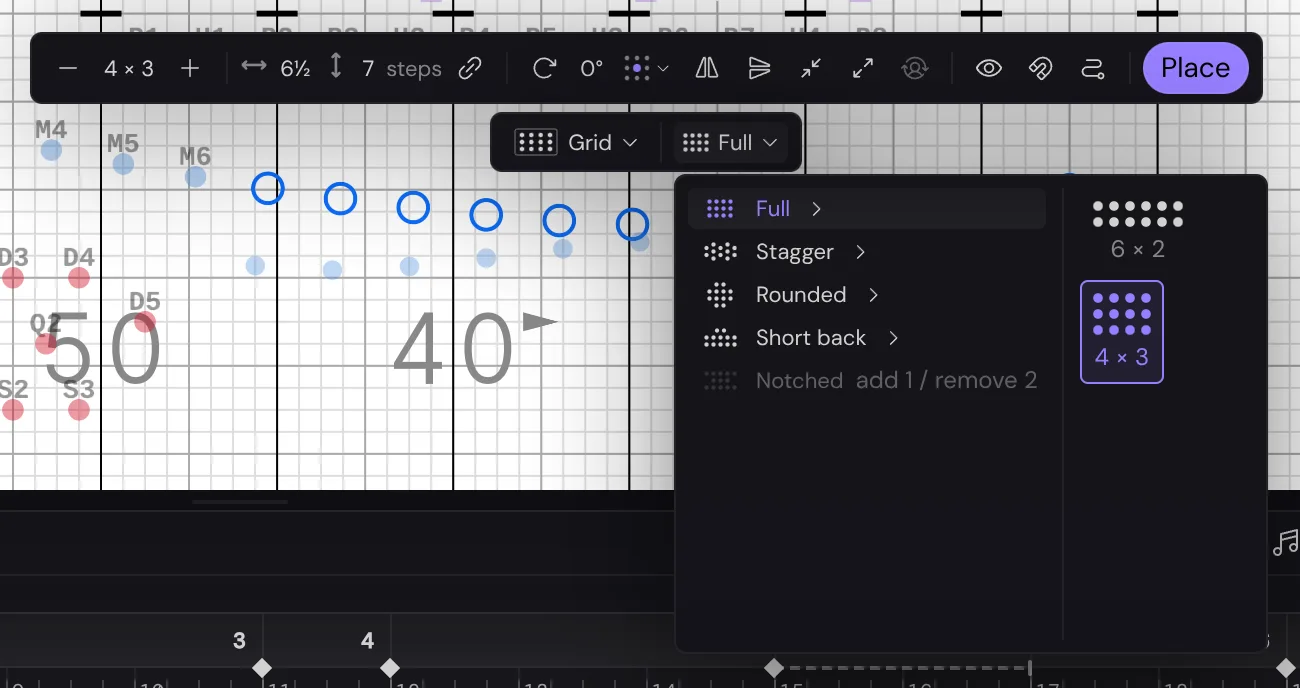 4 × 3 6½ 7 steps 0° Place
Grid Full
M4
M5
M6
Full
Stagger
Rounded
Short back
Notched add 1 / remove 2
6 × 2
4 × 3
D3 D4
D5
Q2
50 40
S2 S3
3 4